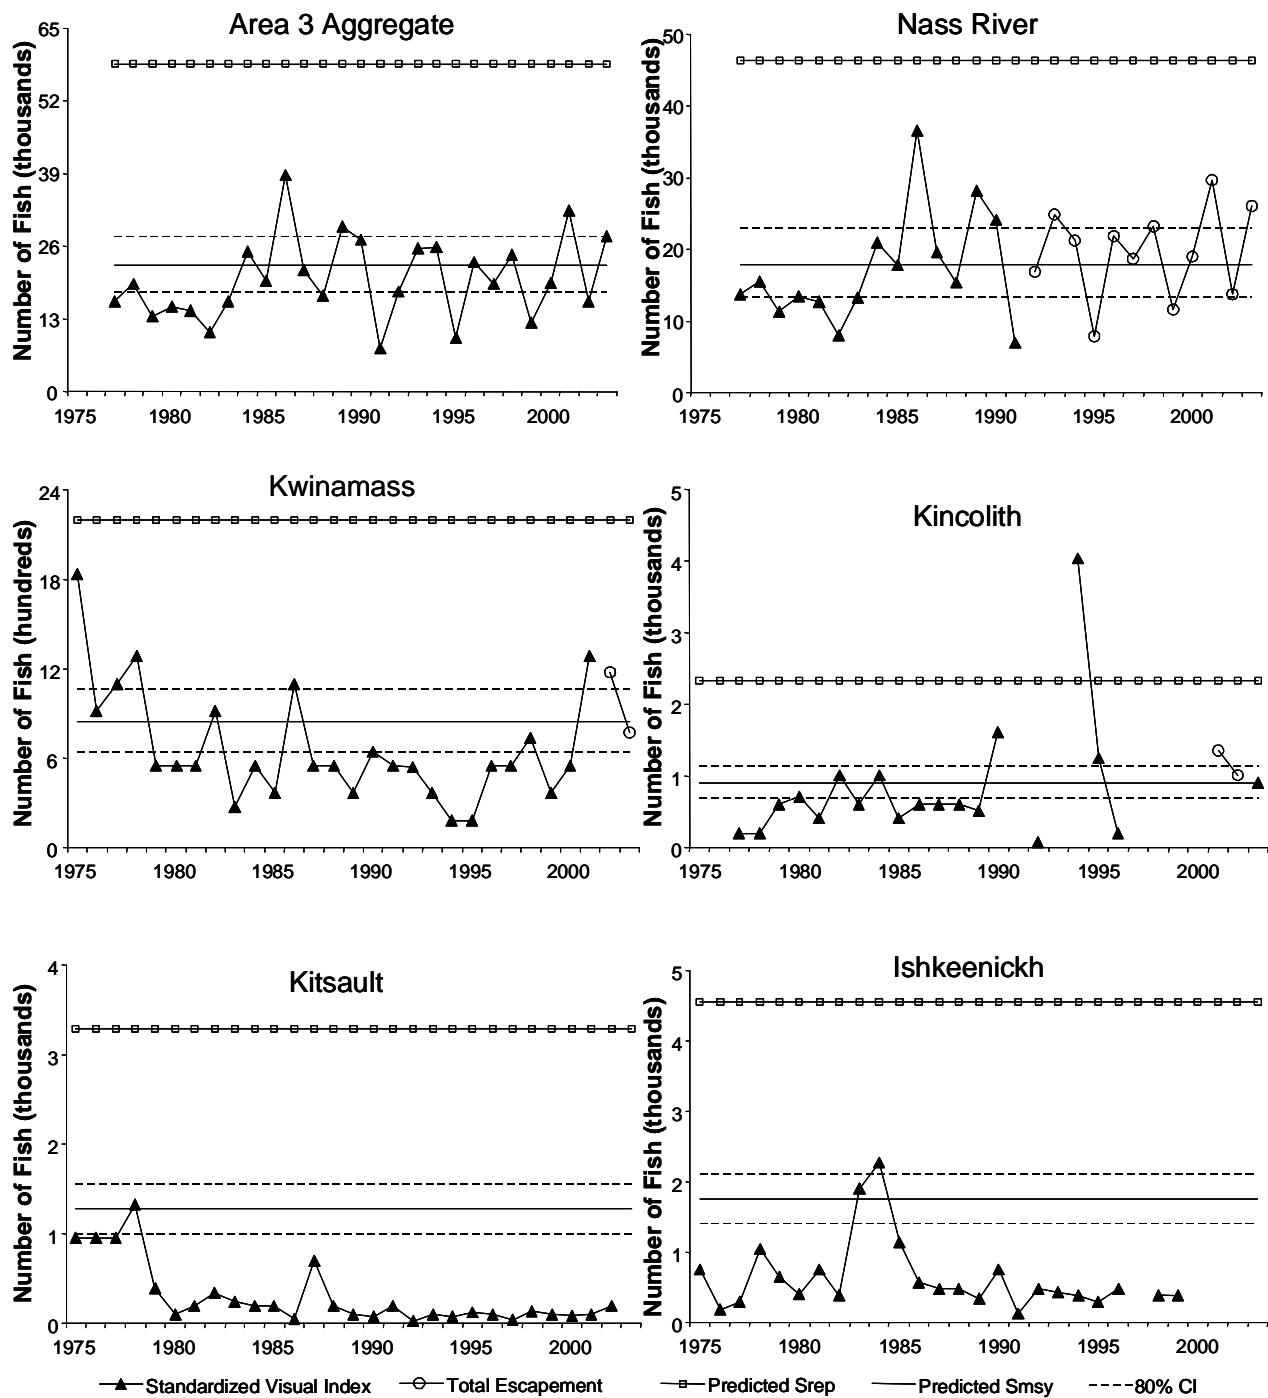 Area 3 Aggregate
Number of Fish (thousands)
65
52
39
26
13
0
1975 1980 1985 1990 1995 2000
Nass River
Number of Fish (thousands)
50
40
30
20
10
0
1975 1980 1985 1990 1995 2000
Kwinamass
Number of Fish (hundreds)
24
18
12
6
0
1975 1980 1985 1990 1995 2000
Kincolith
Number of Fish (thousands)
5
4
3
2
1
0
1975 1980 1985 1990 1995 2000
Kitsault
Number of Fish (thousands)
4
3
2
1
0
1975 1980 1985 1990 1995 2000
Ishkeenickh
Number of Fish (thousands)
5
4
3
2
1
0
1975 1980 1985 1990 1995 2000
Standardized Visual Index Total Escapement Predicted Srep Predicted Smsy 80% CI